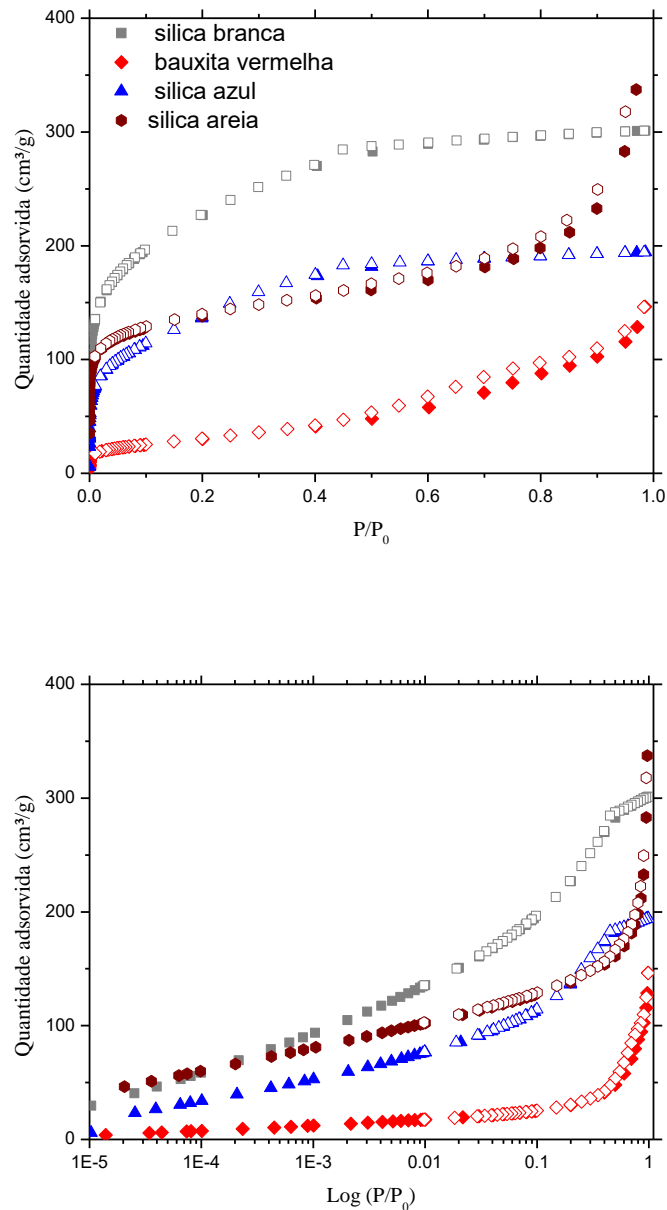 400
silica branca
bauxita vermelha
silica azul
silica areia
300
200
100
0
Quantidade adsorvida (cm³/g)
0.0 0.2 0.4 0.6 0.8 1.0
P/P0
400
300
200
100
0
Quantidade adsorvida (cm³/g)
1E-5 1E-4 1E-3 0.01 0.1 1
Log (P/P0)